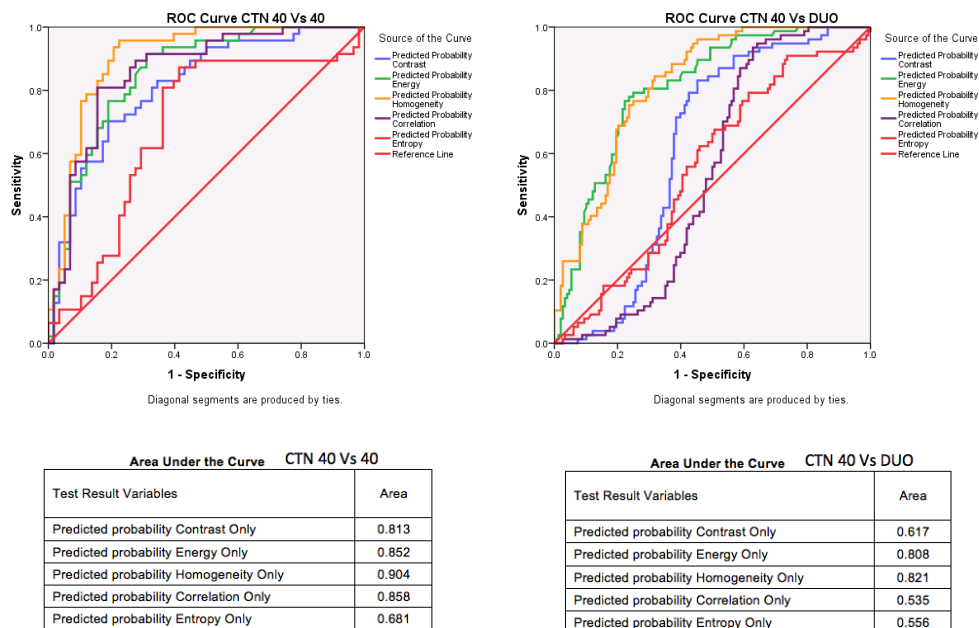 ROC Curve CTN 40 Vs 40
1.0
0.8
0.6
0.4
0.2
0.0
Sensitivity
0.0 0.2 0.4 0.6 0.8 1.0
1 - Specificity
Diagonal segments are produced by ties.
Source of the Curve
Predicted Probability
Contrast
Predicted Probability
Energy
Predicted Probability
Homogeneity
Predicted Probability
Correlation
Predicted Probability
Entropy
Reference Line
ROC Curve CTN 40 Vs DUO
1.0
0.8
0.6
0.4
0.2
0.0
Sensitivity
0.0 0.2 0.4 0.6 0.8 1.0
1 - Specificity
Diagonal segments are produced by ties.
Source of the Curve
Predicted Probability
Contrast
Predicted Probability
Energy
Predicted Probability
Homogeneity
Predicted Probability
Correlation
Predicted Probability
Entropy
Reference Line
Area Under the Curve CTN 40 Vs 40
Test Result Variables Area
Predicted probability Contrast Only 0.813
Predicted probability Energy Only 0.852
Predicted probability Homogeneity Only 0.904
Predicted probability Correlation Only 0.858
Predicted probability Entropy Only 0.681
Area Under the Curve CTN 40 Vs DUO
Test Result Variables Area
Predicted probability Contrast Only 0.617
Predicted probability Energy Only 0.808
Predicted probability Homogeneity Only 0.821
Predicted probability Correlation Only 0.535
Predicted probability Entropy Only 0.556